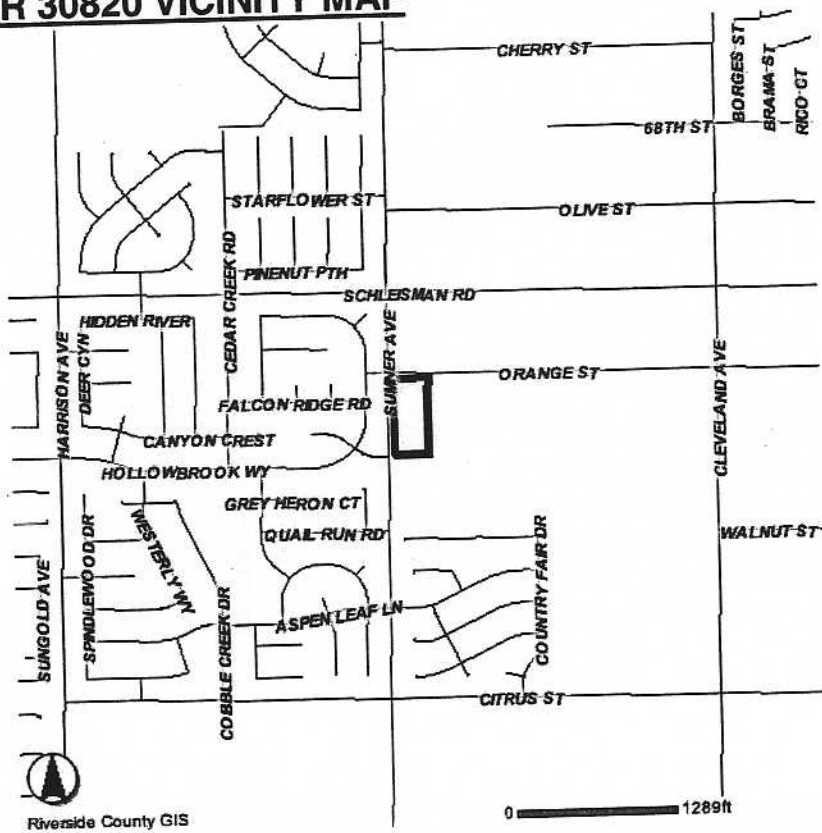 R 30820 VICINITY MAP
CHERRY ST
BORGES ST
BRAMA ST
RICO CT
68TH ST
STARFLOWER ST
OLIVE ST
CEDAR CREEK RD
PINENUT PTH
SCHLEISMAN RD
HIDDEN RIVER
HARRISON AVE
DEER CYN
SUMNER AVE
ORANGE ST
CLEVELAND AVE
FALCON RIDGE RD
CANYON CREST
HOLLOWBROOK WY
GREY HERON CT
QUAIL RUN RD
WALNUT ST
SUNGOLD AVE
SPINDLEWOOD DR
WESTERLY WY
COBBLE CREEK DR
ASPEN LEAF LN
COUNTRY FAIR DR
CITRUS ST
Riverside County GIS
0 1289ft